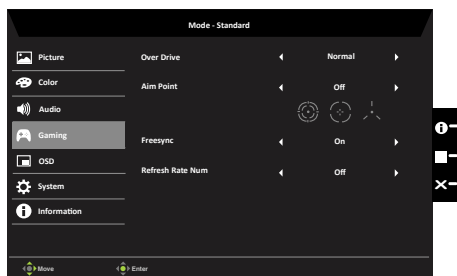 Mode - Standard
Picture
Over Drive Normal
Color
Aim Point Off
Audio
Gaming
Freesync On
OSD
Refresh Rate Num Off
System
Information
Move Enter